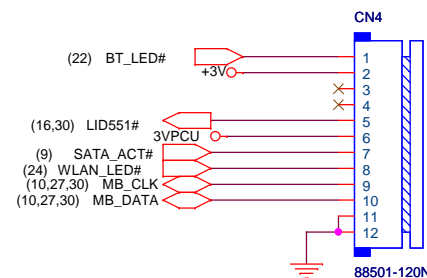 CN4
(22) BT_LED# 1
+3V 2
3
4
(16,30) LID551# 5
3VPCU 6
(9) SATA_ACT# 7
(24) WLAN_LED# 8
(10,27,30) MB_CLK 9
(10,27,30) MB_DATA 10
11
12
88501-120N